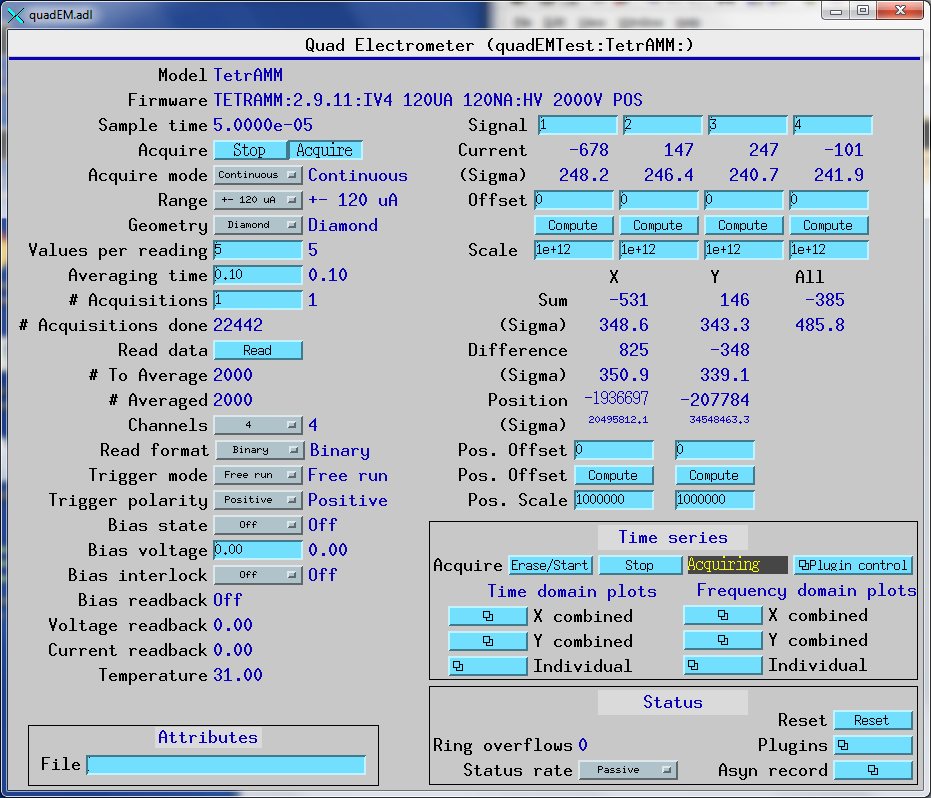 quadEM.adl
Quad Electrometer (quadEMTest:TetrAMM:)
Model TetrAMM
Firmware TETRAMM:2.9.11:IV4 120UA 120NA:HV 2000V POS
Sample time 5.0000e-05
Acquire Stop Acquire
Acquire mode Continuous Continuous
Range +- 120 uA +- 120 uA
Geometry Diamond Diamond
Values per reading 5 5
Averaging time 0.10 0.10
# Acquisitions 1 1
# Acquisitions done 22442
Read data Read
# To Average 2000
# Averaged 2000
Channels 4 4
Read format Binary Binary
Trigger mode Free run Free run
Trigger polarity Positive Positive
Bias state Off Off
Bias voltage 0.00 0.00
Bias interlock Off Off
Bias readback Off
Voltage readback 0.00
Current readback 0.00
Temperature 31.00
Attributes
File
Signal 1 2 3 4
Current -678 147 247 -101
(Sigma) 248.2 246.4 240.7 241.9
Offset 0 0 0 0
Compute Compute Compute Compute
Scale 1e+12 1e+12 1e+12 1e+12
X Y All
Sum -531 146 -385
(Sigma) 348.6 343.3 485.8
Difference 825 -348
(Sigma) 350.9 339.1
Position -1936697 -207784
(Sigma) 20495812.1 34548463.3
Pos. Offset 0 0
Pos. Offset Compute Compute
Pos. Scale 1000000 1000000
Time series
Acquire Erase/Start Stop Acquiring Plugin control
Time domain plots Frequency domain plots
X combined X combined
Y combined Y combined
Individual Individual
Status
Reset Reset
Ring overflows 0 Plugins
Status rate Passive Asyn record